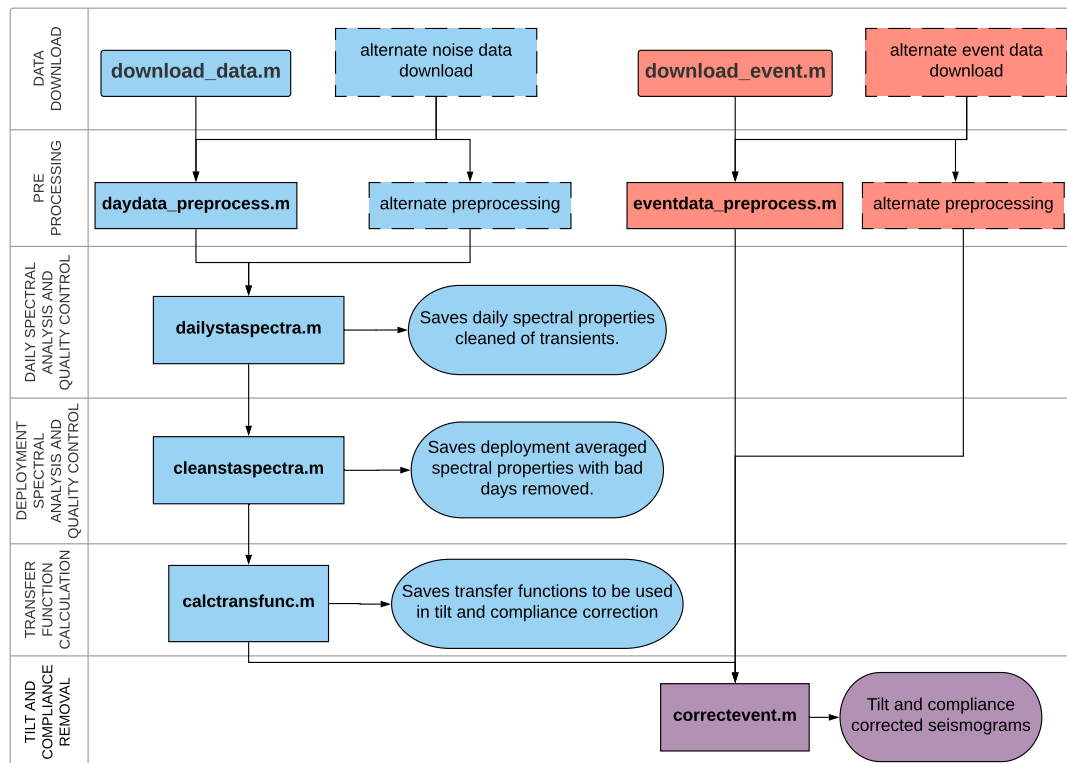 DATA
DOWNLOAD
download_data.m
alternate noise data
download
download_event.m
alternate event data
download
PRE
PROCESSING
daydata_preprocess.m
alternate preprocessing
eventdata_preprocess.m
alternate preprocessing
DAILY SPECTRAL
ANALYSIS AND
QUALITY CONTROL
dailystaspectra.m
Saves daily spectral properties
cleaned of transients.
DEPLOYMENT
SPECTRAL
ANALYSIS AND
QUALITY CONTROL
cleanstaspectra.m
Saves deployment averaged
spectral properties with bad
days removed.
TRANSFER
FUNCTION
CALCULATION
calctransfunc.m
Saves transfer functions to be used
in tilt and compliance correction
TILT AND
COMPLIANCE
REMOVAL
correctevent.m
Tilt and compliance
corrected seismograms